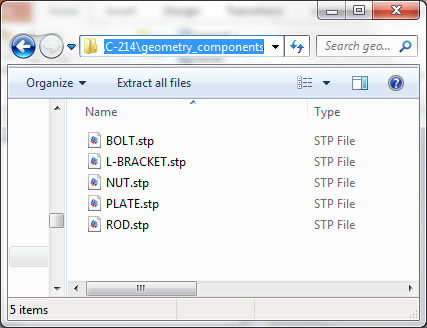 C-214\geometry_components
Search geo...
Organize Extract all files
Name Type
BOLT.stp STP File
L-BRACKET.stp STP File
NUT.stp STP File
PLATE.stp STP File
ROD.stp STP File
5 items